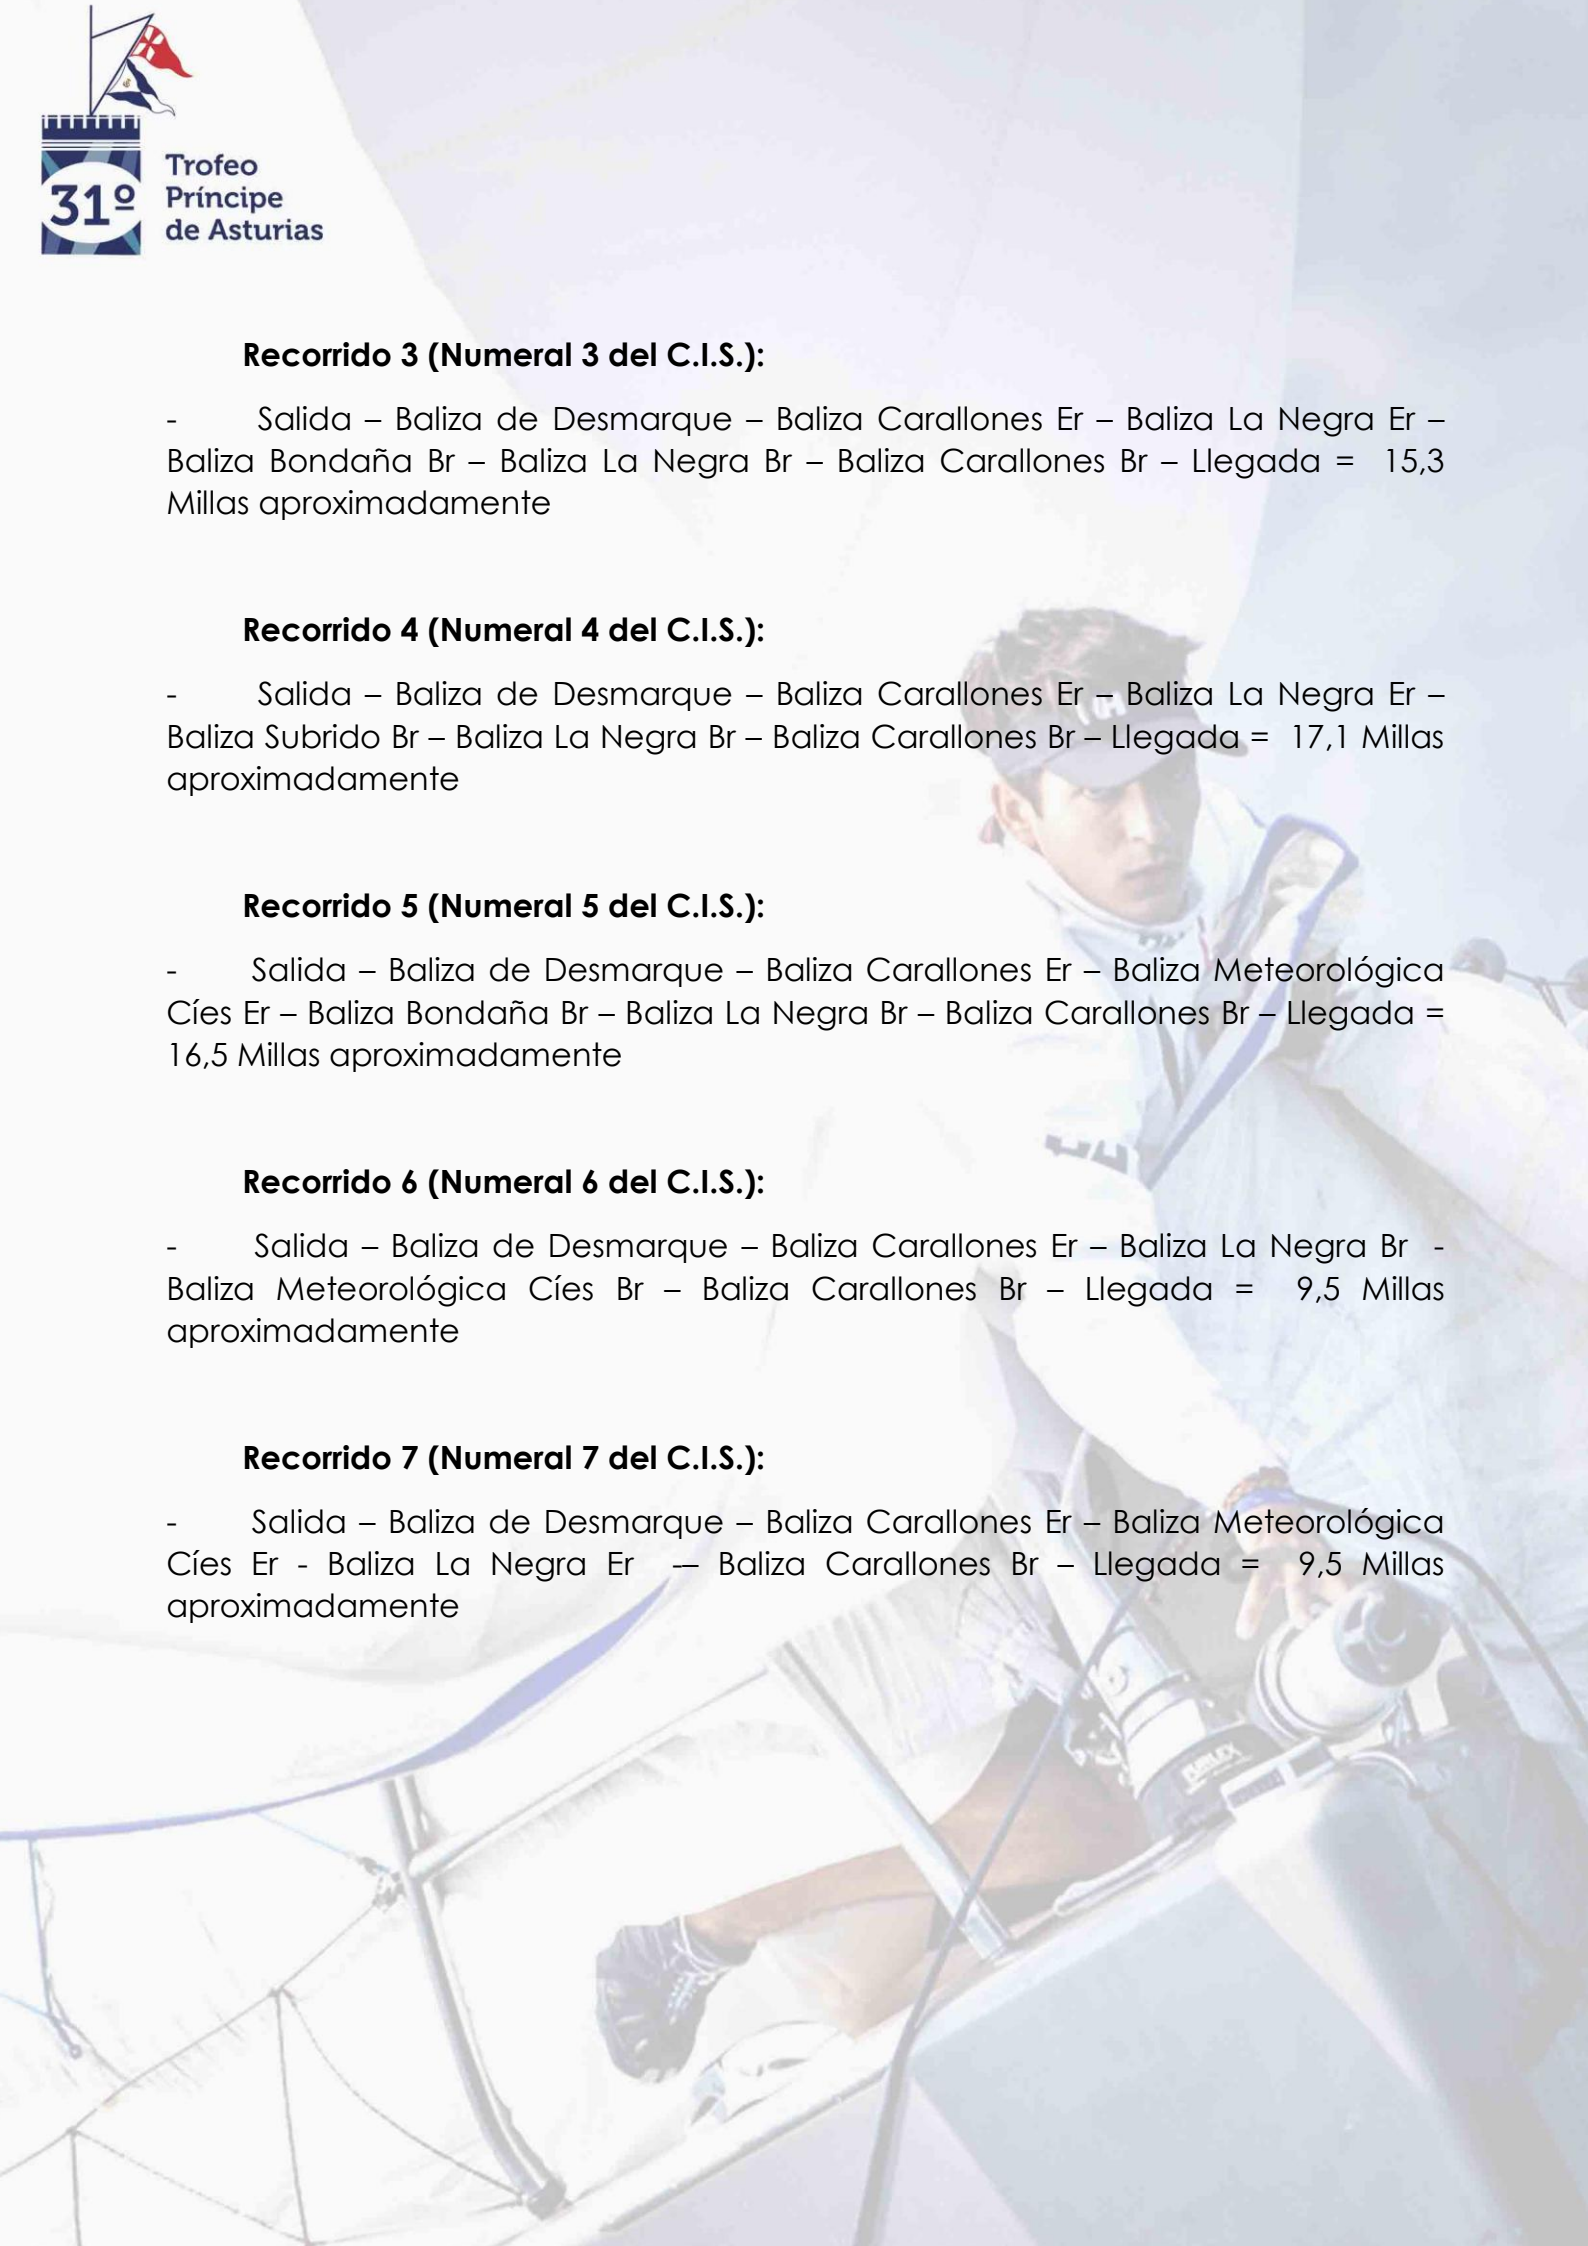 31º
Trofeo
Príncipe
de Asturias
Recorrido 3 (Numeral 3 del C.I.S.):
- Salida – Baliza de Desmarque – Baliza Carallones Er – Baliza La Negra Er –
Baliza Bondaña Br – Baliza La Negra Br – Baliza Carallones Br – Llegada = 15,3
Millas aproximadamente
Recorrido 4 (Numeral 4 del C.I.S.):
- Salida – Baliza de Desmarque – Baliza Carallones Er – Baliza La Negra Er –
Baliza Subrido Br – Baliza La Negra Br – Baliza Carallones Br – Llegada = 17,1 Millas
aproximadamente
Recorrido 5 (Numeral 5 del C.I.S.):
- Salida – Baliza de Desmarque – Baliza Carallones Er – Baliza Meteorológica
Cíes Er – Baliza Bondaña Br – Baliza La Negra Br – Baliza Carallones Br – Llegada =
16,5 Millas aproximadamente
Recorrido 6 (Numeral 6 del C.I.S.):
- Salida – Baliza de Desmarque – Baliza Carallones Er – Baliza La Negra Br -
Baliza Meteorológica Cíes Br – Baliza Carallones Br – Llegada = 9,5 Millas
aproximadamente
Recorrido 7 (Numeral 7 del C.I.S.):
- Salida – Baliza de Desmarque – Baliza Carallones Er – Baliza Meteorológica
Cíes Er - Baliza La Negra Er -– Baliza Carallones Br – Llegada = 9,5 Millas
aproximadamente
FURLEX